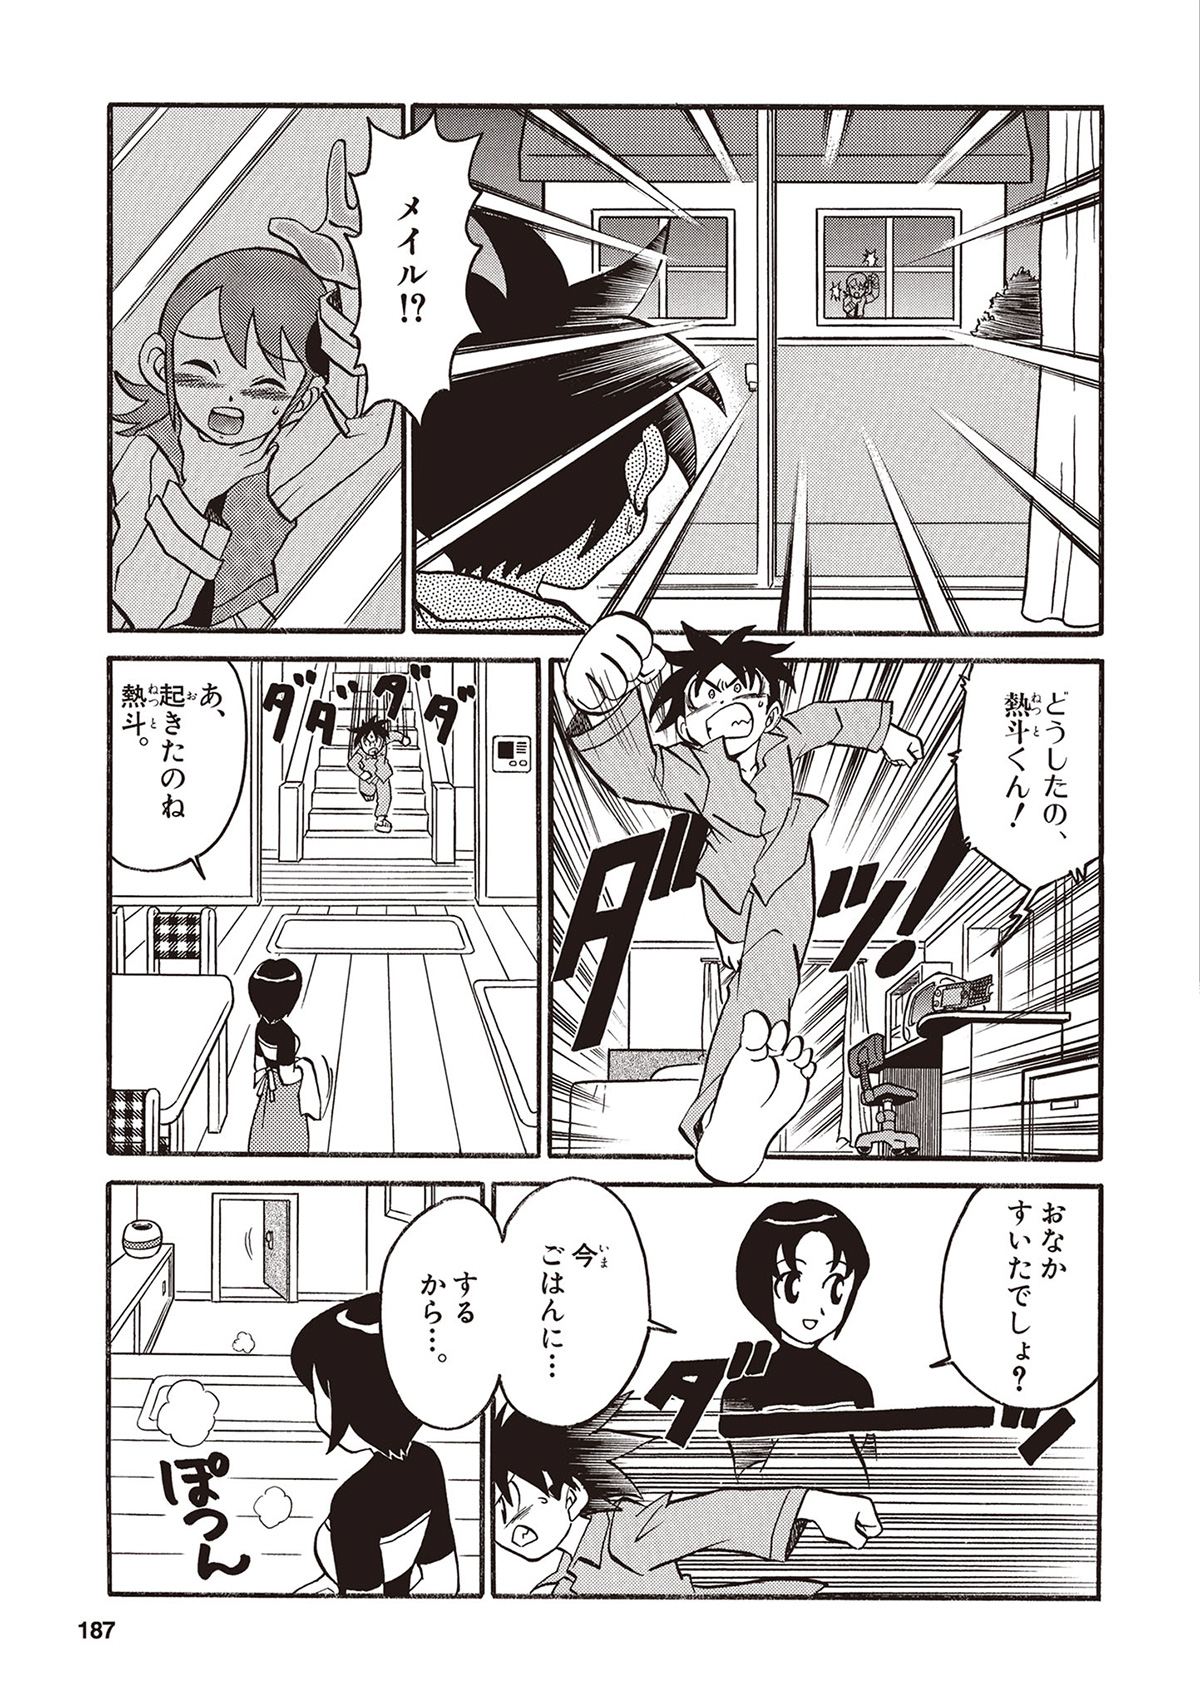 メイル!?
どうしたの、
熱斗くん!
ダダッ!
ダダダダ
あ、
起きたのね
熱斗。
おなか
すいたでしょ?
ダダーッ
今
ごはんに…
する
から…。
ぽつん
187